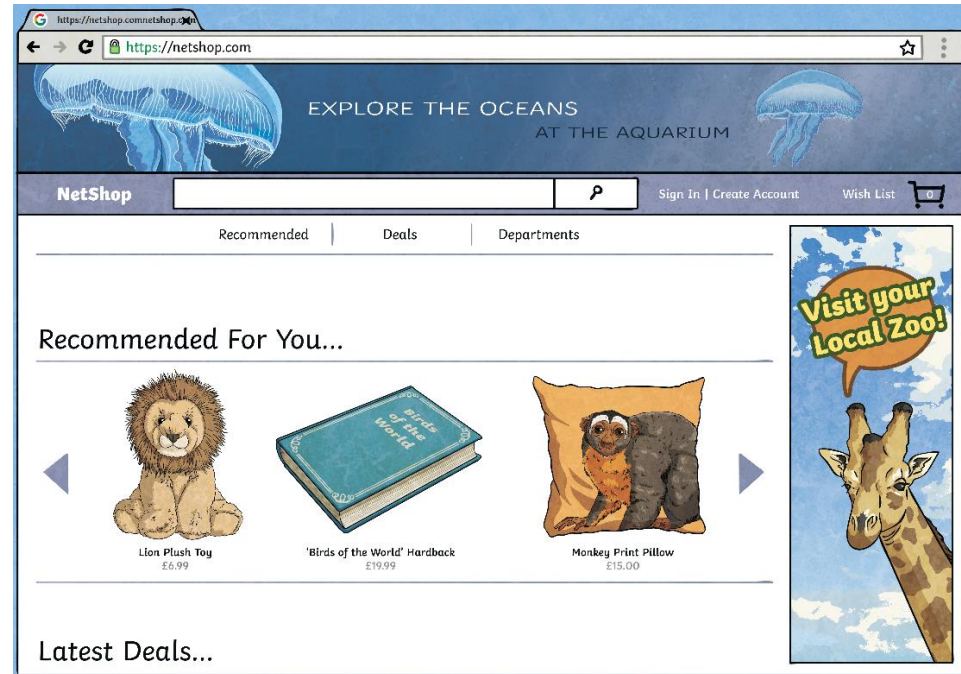 https://netshop.comnetshop.com
https://netshop.com
EXPLORE THE OCEANS
AT THE AQUARIUM
NetShop
Sign In | Create Account
Wish List
0
Recommended
Deals
Departments
Visit your
Local Zoo!
Recommended For You...
Birds
of the
World
Lion Plush Toy
£6.99
'Birds of the World' Hardback
£19.99
Monkey Print Pillow
£15.00
Latest Deals...